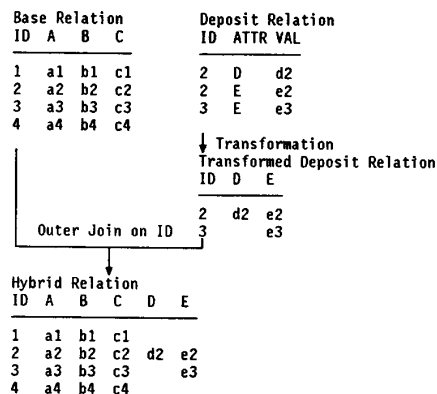 Base Relation
ID A B C
1 a1 b1 c1
2 a2 b2 c2
3 a3 b3 c3
4 a4 b4 c4
Deposit Relation
ID ATTR VAL
2 D d2
2 E e2
3 E e3
Transformation
Transformed Deposit Relation
ID D E
2 d2 e2
3 e3
Outer Join on ID
Hybrid Relation
ID A B C D E
1 a1 b1 c1
2 a2 b2 c2 d2 e2
3 a3 b3 c3 e3
4 a4 b4 c4